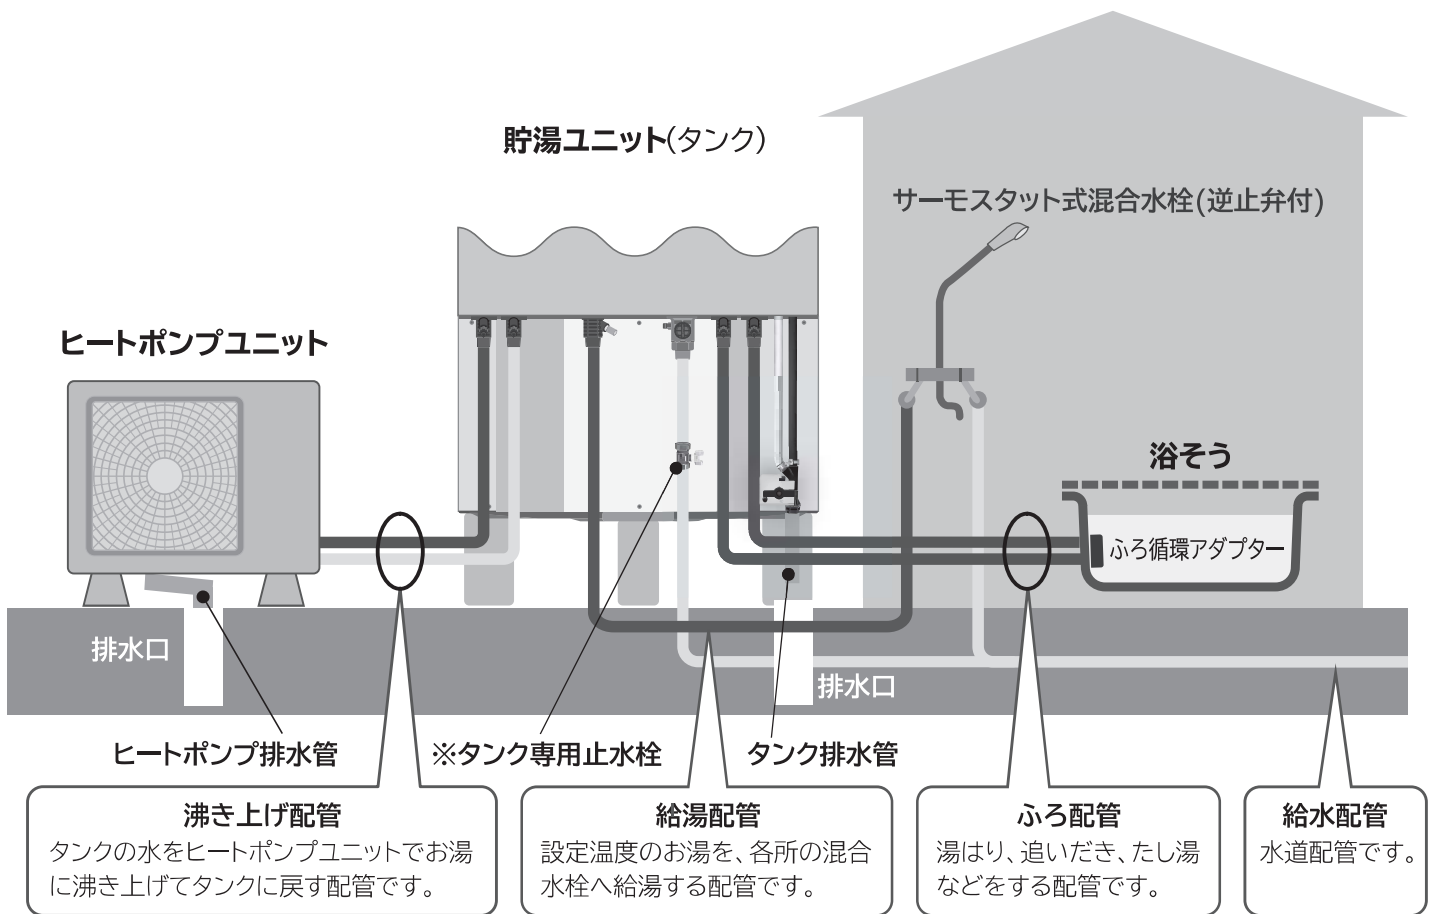 貯湯ユニット(タンク)
サーモスタット式混合水栓(逆止弁付)
ヒートポンプユニット
浴そう
ふろ循環アダプター
排水口
排水口
ヒートポンプ排水管
※タンク専用止水栓
タンク排水管
沸き上げ配管
タンクの水をヒートポンプユニットでお湯
に沸き上げてタンクに戻す配管です。
給湯配管
設定温度のお湯を、各所の混合
水栓へ給湯する配管です。
ふろ配管
湯はり、追いだき、たし湯
などをする配管です。
給水配管
水道配管です。